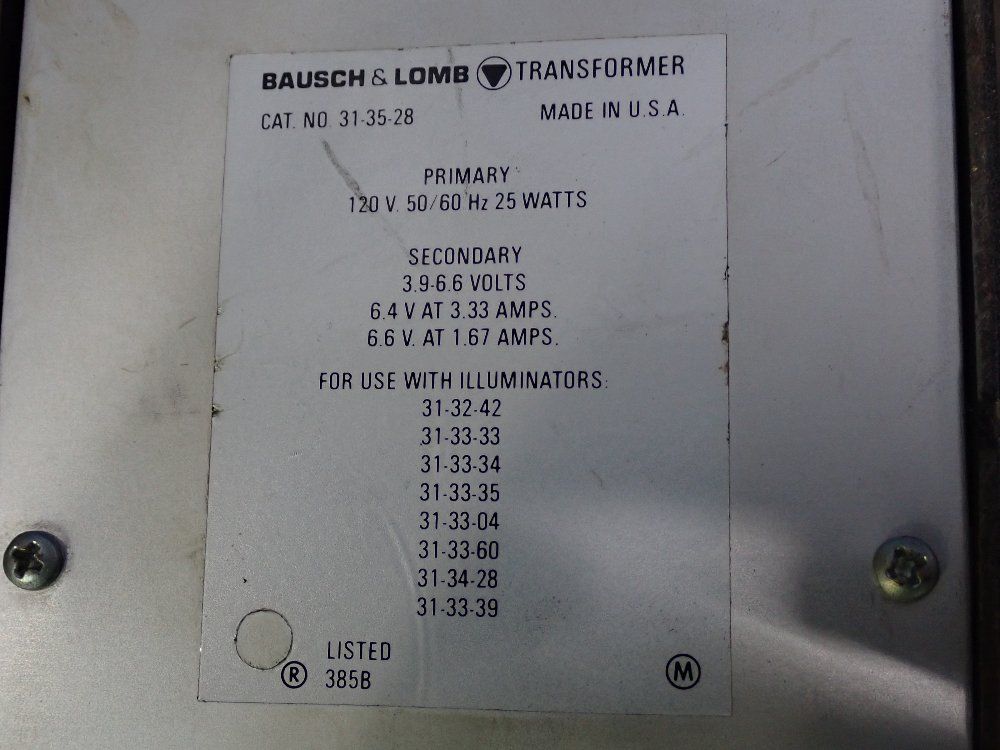 BAUSCH & LOMB TRANSFORMER
CAT. NO. 31-35-28 MADE IN U.S.A.
PRIMARY
120 V. 50/60 Hz 25 WATTS
SECONDARY
3.9-6.6 VOLTS
6.4 V AT 3.33 AMPS.
6.6 V. AT 1.67 AMPS.
FOR USE WITH ILLUMINATORS:
31-32-42
31-33-33
31-33-34
31-33-35
31-33-04
31-33-60
31-34-28
31-33-39
LISTED
® 385B Ⓜ